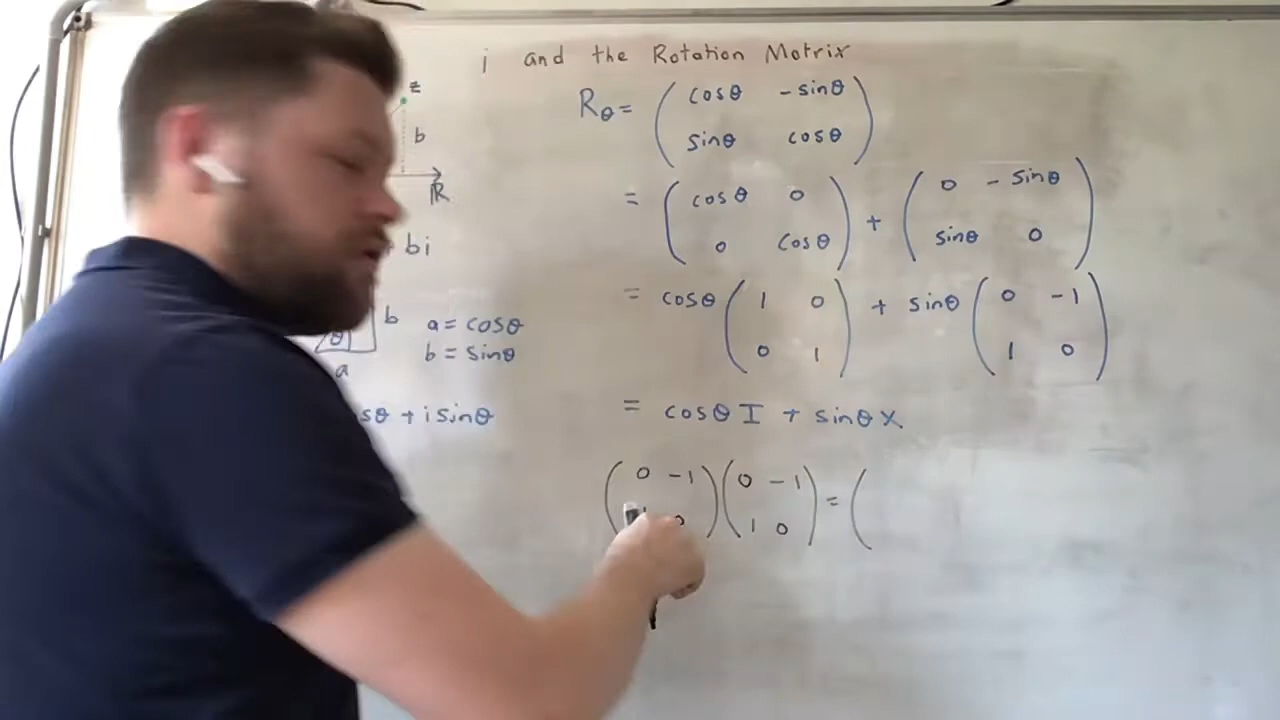 i and the Rotation Matrix
z
b
ℝ
bi
b
θ
a
a = cosθ
b = sinθ
sθ + i sinθ
Rθ = ( cosθ -sinθ
sinθ cosθ )
= ( cosθ 0
0 cosθ ) + ( 0 - sinθ
sinθ 0 )
= cosθ ( 1 0
0 1 ) + sinθ ( 0 -1
1 0 )
= cosθ I + sinθ X
( 0 -1 ) ( 0 -1 ) = (
0 1 0